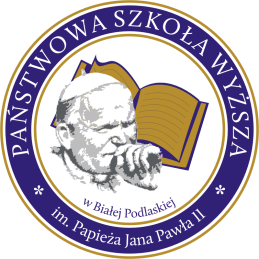 PAŃSTWOWA SZKOŁA WYŻSZA
w Białej Podlaskiej
* im. Papieża Jana Pawła II *